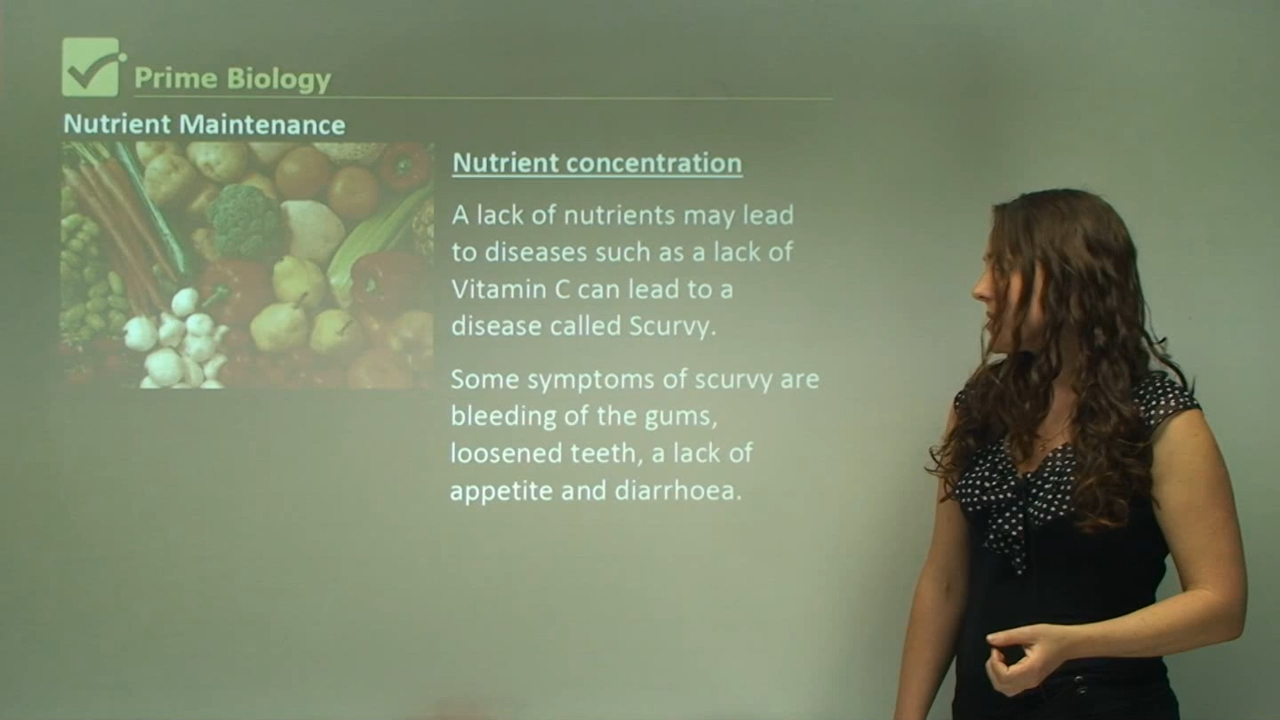 Prime Biology
Nutrient Maintenance
Nutrient concentration
A lack of nutrients may lead
to diseases such as a lack of
Vitamin C can lead to a
disease called Scurvy.
Some symptoms of scurvy are
bleeding of the gums,
loosened teeth, a lack of
appetite and diarrhoea.